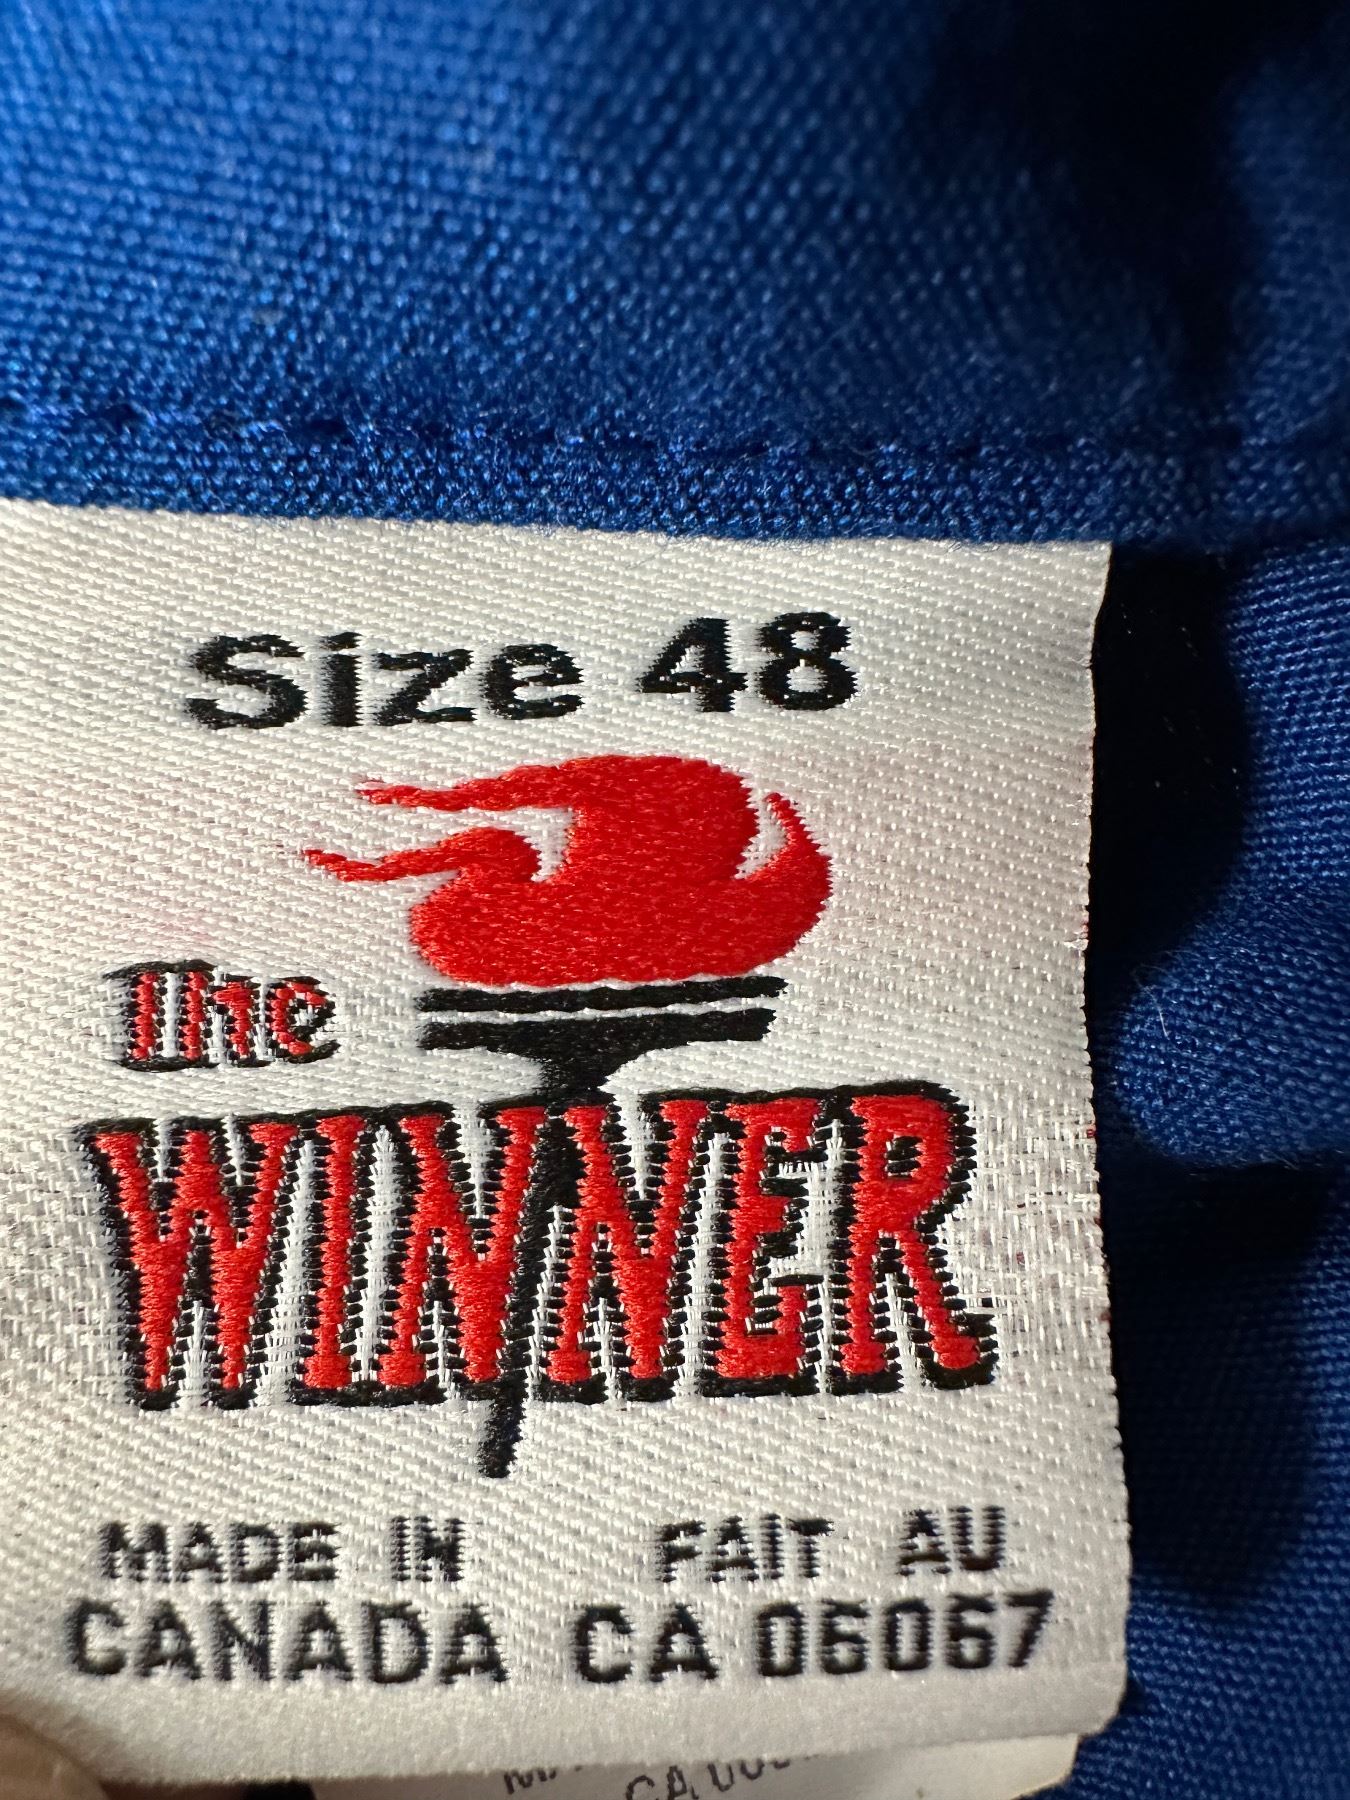 Size 48
The
WINNER
MADE IN FAIT AU
CANADA CA 06067